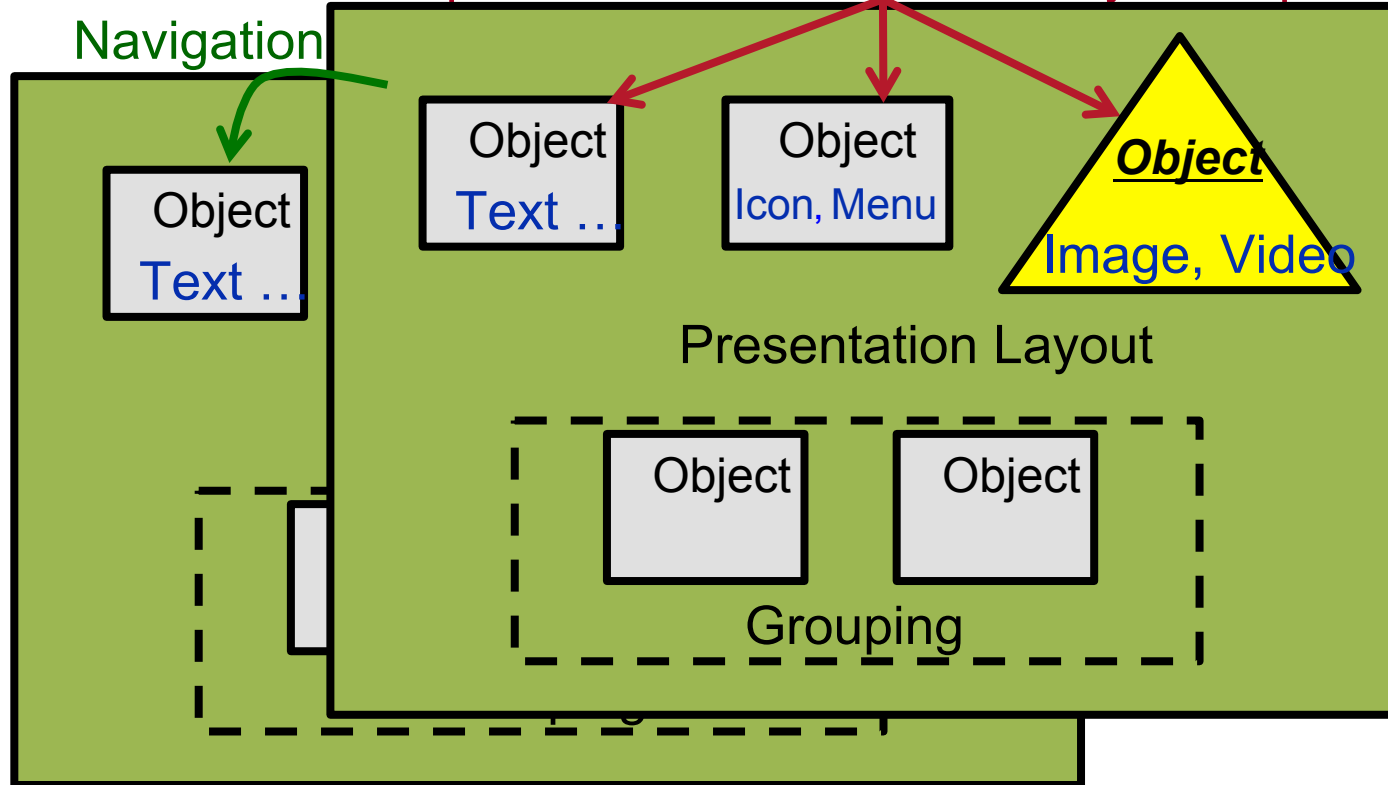 Navigation
Object
Text …
Object
Icon, Menu
Object
Image, Video
Object
Text …
Presentation Layout
Object
Object
Grouping